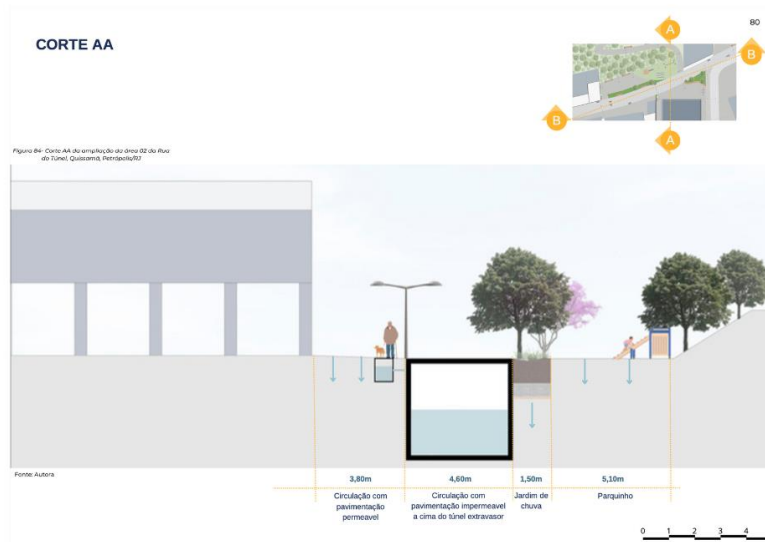 80
CORTE AA
A
B
B
A
Figura 84- Corte AA da ampliação da área 02 da Rua
do Túnel, Quissamã, Petrópolis/RJ
Fonte: Autora
3,80m
4,60m
1,50m
5,10m
Circulação com
pavimentação
permeavel
Circulação com
pavimentação impermeavel
a cima do túnel extravasor
Jardim de
chuva
Parquinho
0 1 2 3 4